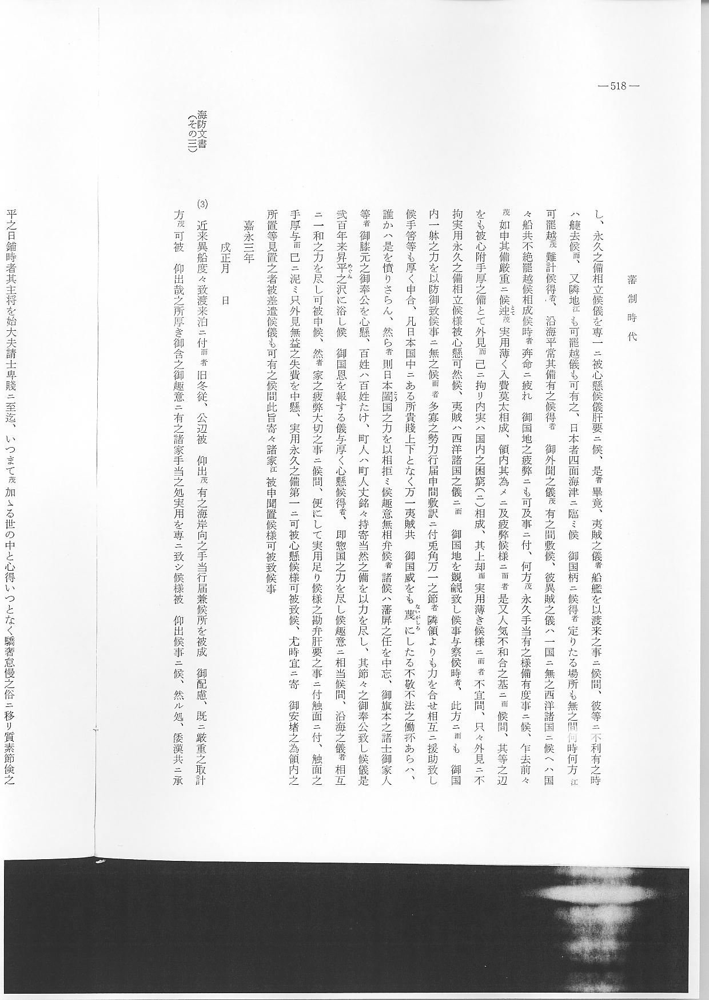 ―518―
藩制時代
し、永久之備相立候儀を専一ニ被心懸候儀肝要ニ候、是者畢竟、夷賊之儀者船艦を以渡来之事ニ候間、彼等ニ不利有之時
ハ艤去候而、又隣地江も可罷越儀も可有之、日本者四面海津ニ臨ミ候　御国柄ニ候得者定りたる場所も無之間何時何方江
可罷越茂難計候得者、沿海平常其備有之候得者　御外聞之儀茂有之間敷候、彼異賊之儀ハ一国ニ無之西洋諸国ニ候ヘハ国
々船共不絶罷越候相成候時者奔命ニ疲れ　御国地之疲弊ニも可及事ニ付、何方茂永久手当有之様備有度事ニ候、乍去前々
茂如申其備厳重ニ候迚とて茂実用薄く入費莫太相成、領内其為メニ及疲弊候様ニ而者是又人気不和合之基ニ而候間、其等之辺
をも被心附手厚之備とて外見而己ニ拘リ内実ハ国内之困窮(ニ)相成、其上却而実用薄き候様ニ而者不宜間、只々外見ニ不
拘実用永久之備相立候様被心懸可然候、夷賊ハ西洋諸国之儀ニ而　御国地を覬覦致し候事与察候時者、此方ニ而も　御国
内一躰之力を以防御致候事ニ無之候而者多寡之勢力行届申間敷訳ニ付兎角万一之節者隣領よりも力を合せ相互ニ援助致し
候手筈等も厚く申合、凡日本国中ニある所貴賤上下となく万一夷賊共　御国威をも蔑ないがしろにしたる不敬不法之働抔あらハ、
誰かハ是を憤りさらん、然ら者則日本闔こう国之力を以相拒ミ候趣意無相弁候者諸候ハ藩屏之任を中忘、御旗本之諸士御家人
等者御膝元之御奉公を心懸、百姓ハ百姓たけ、町人ハ町人丈銘々持寄当然之備を以力を尽し、其節々之御奉公致し候儀是
弐百年来昇平之沢めぐみに浴し候　御国恩を報する儀与厚く心懸候得者、即惣国之力を尽し候趣意ニ相当候間、沿海之儀者相互
ニ一和之力を尽し可被申候、然者家之疲弊大切之事ニ候間、便にして実用足り候様之勘弁肝要之事ニ付触面ニ付、触面之
手厚与而巳ニ泥ミ只外見無益之失費を中懸、実用永久之備第一ニ可被心懸候様可被致候、尤時宜ニ寄　御安堵之為領内之
所置等見置之者被差遣候儀も可有之候間此旨寄々諸家江被申聞置候様可被致候事
嘉永三年
戌正月　日
海防文書
(その三)
(3)　近来異船度々致渡来泊ニ付而者旧冬従、公辺被　仰出茂有之海岸向之手当行届兼候所を被成　御配慮、既ニ厳重之取計
方茂可被　仰出哉之所厚き御含之御趣意ニ有之諸家手当之処実用を専ニ致シ候様被　仰出候事ニ候、然ル処、倭漢共ニ承
平之日鋪時者其主将を始大夫請士卑賤ニ至迄、いつまて茂加ゝる世の中と心得いつとなく驕奢怠慢之俗ニ移リ質素節倹之